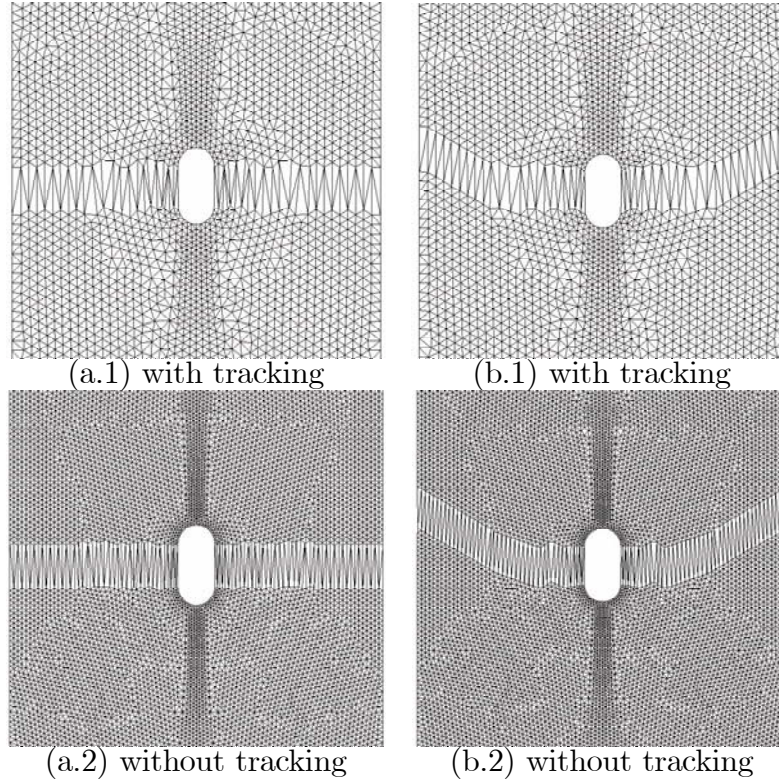 (a.1) with tracking
(b.1) with tracking
(a.2) without tracking
(b.2) without tracking